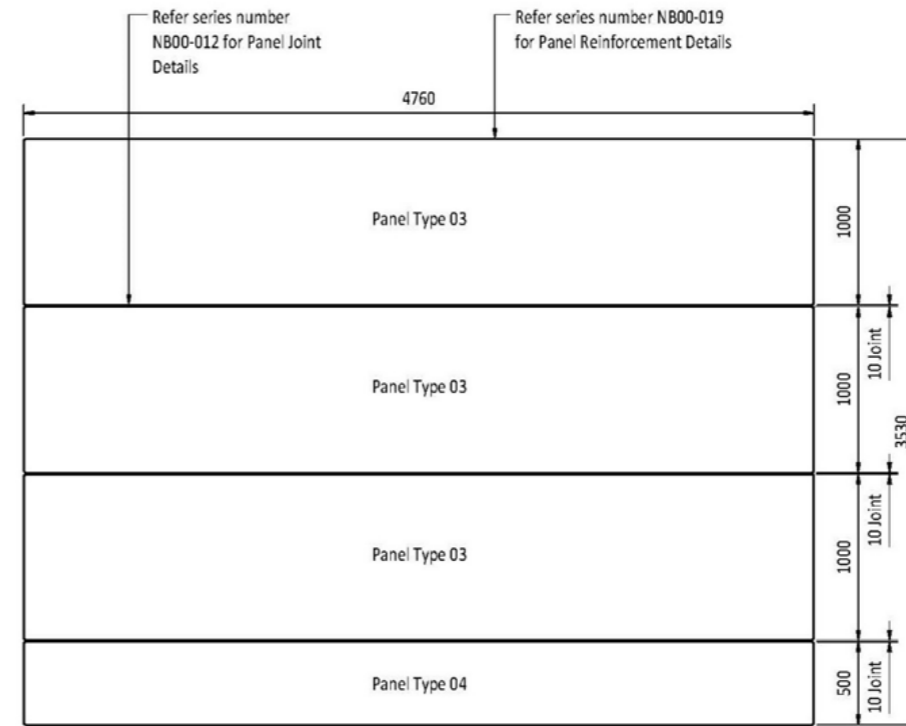 Refer series number
NB00-012 for Panel Joint
Details
Refer series number NB00-019
for Panel Reinforcement Details
4760
Panel Type 03
1000
10 Joint
Panel Type 03
1000
3530
10 Joint
Panel Type 03
1000
10 Joint
Panel Type 04
500